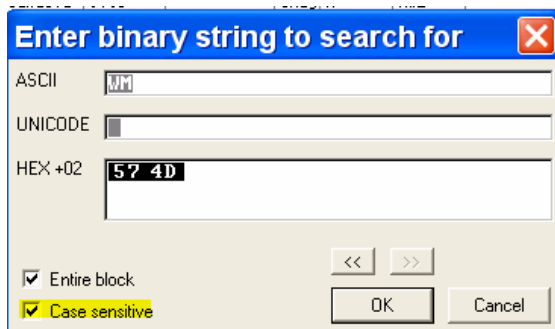 Enter binary string to search for
ASCII WM
UNICODE
HEX +02 57 4D
<< >>
Entire block
Case sensitive
OK Cancel